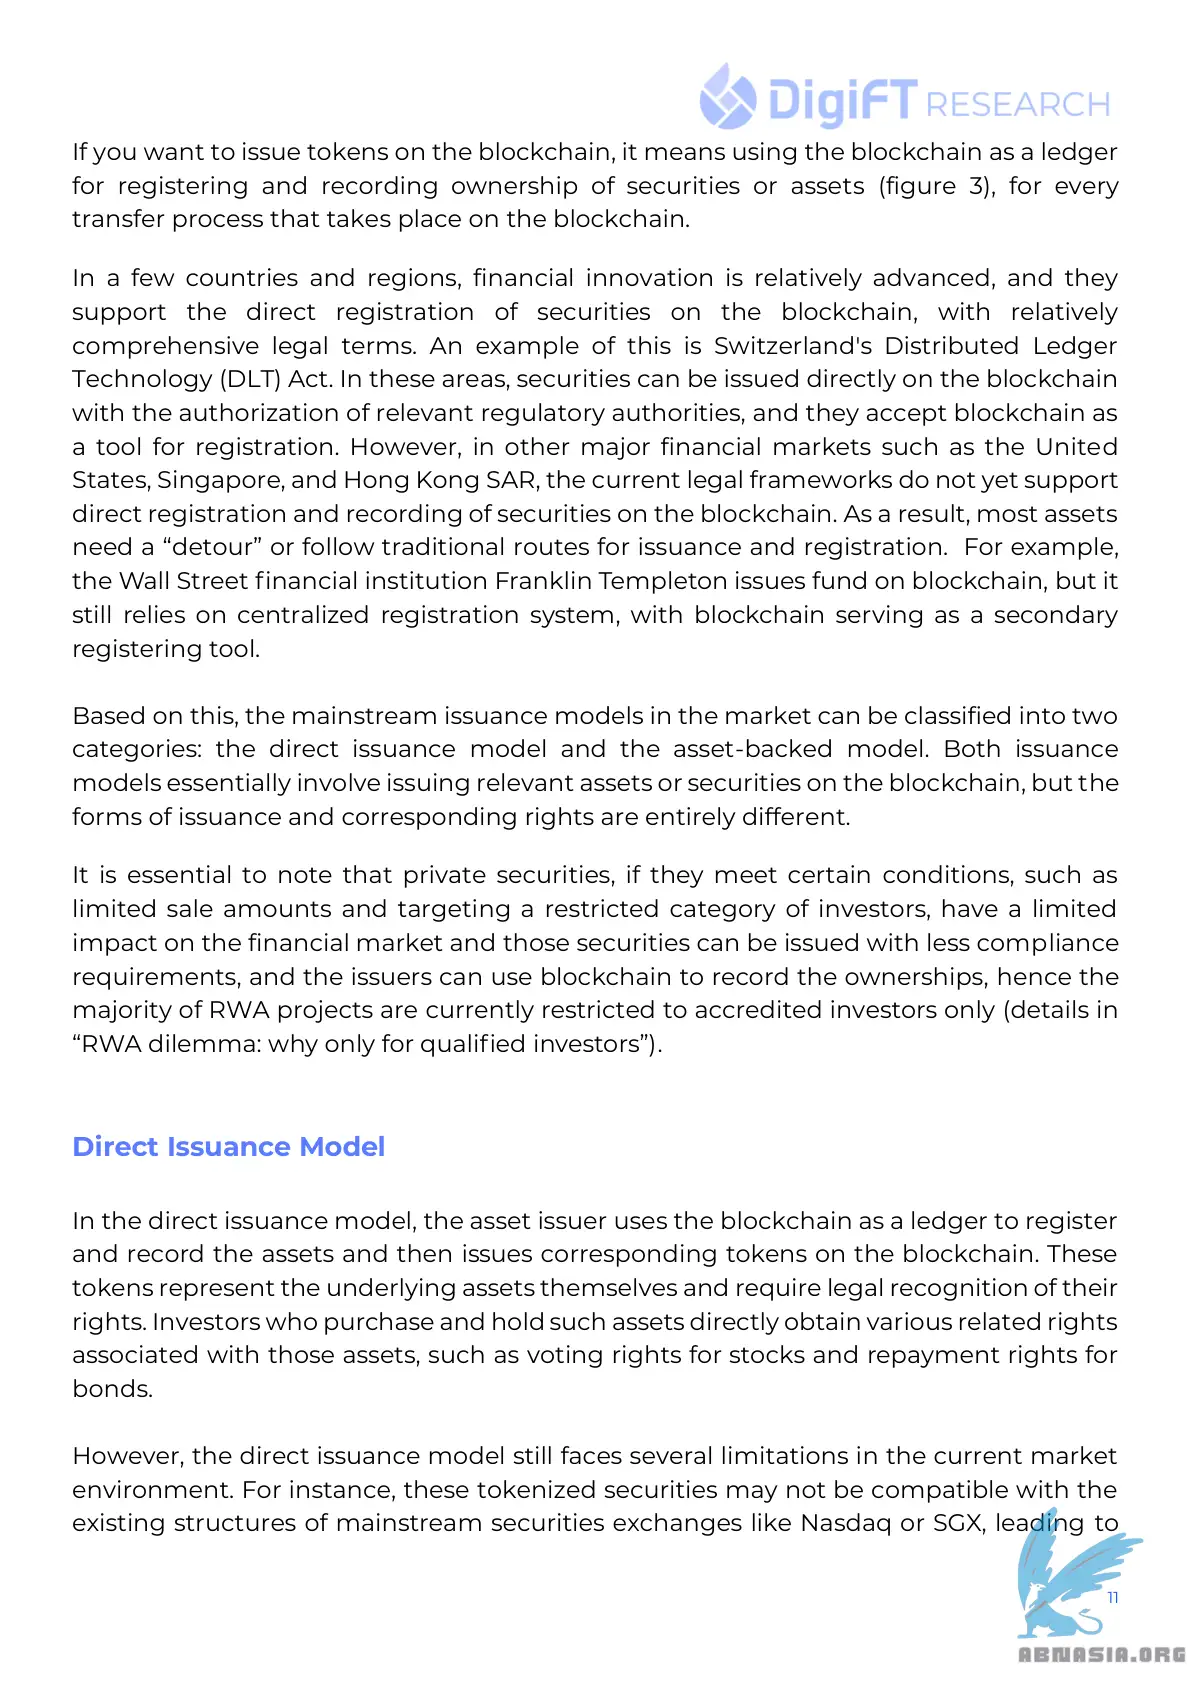 DigiFT RESEARCH
If you want to issue tokens on the blockchain, it means using the blockchain as a ledger
for registering and recording ownership of securities or assets (figure 3), for every
transfer process that takes place on the blockchain.
In a few countries and regions, financial innovation is relatively advanced, and they
support the direct registration of securities on the blockchain, with relatively
comprehensive legal terms. An example of this is Switzerland's Distributed Ledger
Technology (DLT) Act. In these areas, securities can be issued directly on the blockchain
with the authorization of relevant regulatory authorities, and they accept blockchain as
a tool for registration. However, in other major financial markets such as the United
States, Singapore, and Hong Kong SAR, the current legal frameworks do not yet support
direct registration and recording of securities on the blockchain. As a result, most assets
need a “detour” or follow traditional routes for issuance and registration.  For example,
the Wall Street financial institution Franklin Templeton issues fund on blockchain, but it
still relies on centralized registration system, with blockchain serving as a secondary
registering tool.
Based on this, the mainstream issuance models in the market can be classified into two
categories: the direct issuance model and the asset-backed model. Both issuance
models essentially involve issuing relevant assets or securities on the blockchain, but the
forms of issuance and corresponding rights are entirely different.
It is essential to note that private securities, if they meet certain conditions, such as
limited sale amounts and targeting a restricted category of investors, have a limited
impact on the financial market and those securities can be issued with less compliance
requirements, and the issuers can use blockchain to record the ownerships, hence the
majority of RWA projects are currently restricted to accredited investors only (details in
“RWA dilemma: why only for qualified investors”).
Direct Issuance Model
In the direct issuance model, the asset issuer uses the blockchain as a ledger to register
and record the assets and then issues corresponding tokens on the blockchain. These
tokens represent the underlying assets themselves and require legal recognition of their
rights. Investors who purchase and hold such assets directly obtain various related rights
associated with those assets, such as voting rights for stocks and repayment rights for
bonds.
However, the direct issuance model still faces several limitations in the current market
environment. For instance, these tokenized securities may not be compatible with the
existing structures of mainstream securities exchanges like Nasdaq or SGX, leading to
11
ABNASIA.ORG